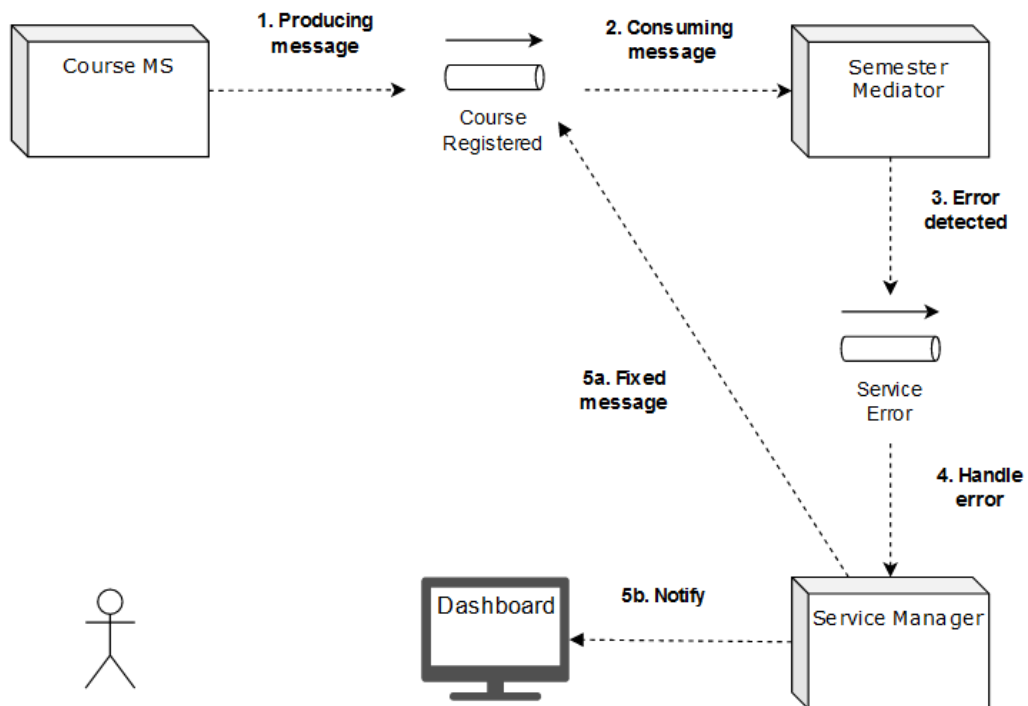 1. Producing
message
2. Consuming
message
Course MS
Semester
Mediator
Course
Registered
3. Error
detected
5a. Fixed
message
Service
Error
4. Handle
error
Dashboard
5b. Notify
Service Manager